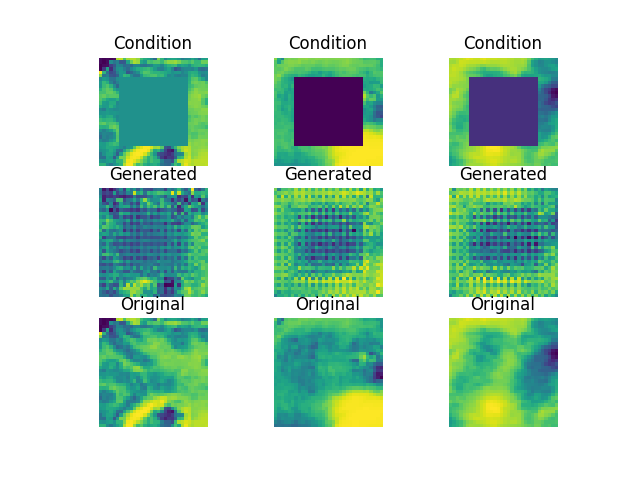 Condition Condition Condition
Generated Generated Generated
Original Original Original